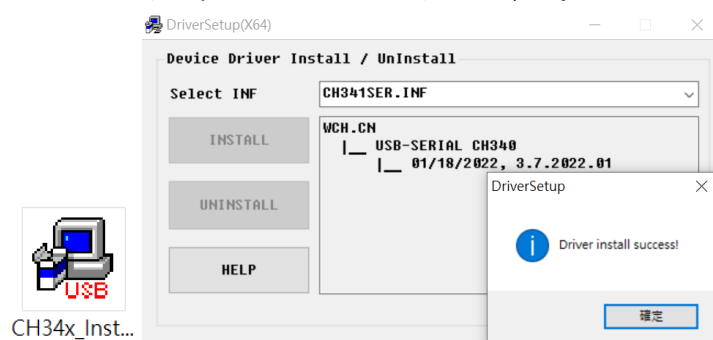 DriverSetup(X64)
Device Driver Install / UnInstall
Select INF
CH341SER.INF
INSTALL
UNINSTALL
HELP
WCH.CN
|__ USB-SERIAL CH340
|__ 01/18/2022, 3.7.2022.01
DriverSetup
Driver install success!
確定
USB
CH34x_Inst...